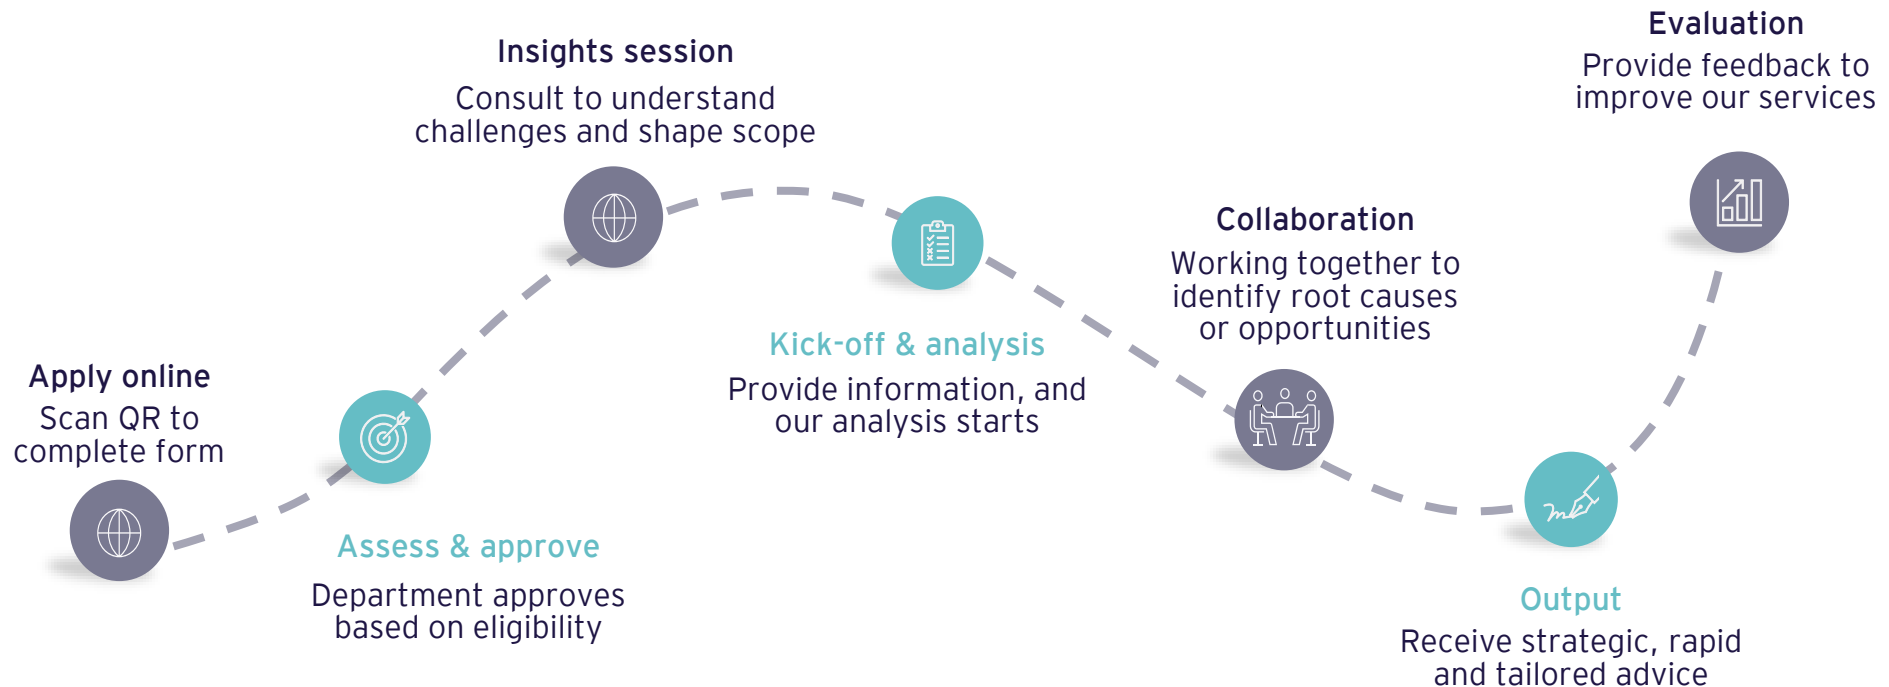 Apply online
Scan QR to
complete form
Assess & approve
Department approves
based on eligibility
Insights session
Consult to understand
challenges and shape scope
Kick-off & analysis
Provide information, and
our analysis starts
Collaboration
Working together to
identify root causes
or opportunities
Output
Receive strategic, rapid
and tailored advice
Evaluation
Provide feedback to
improve our services